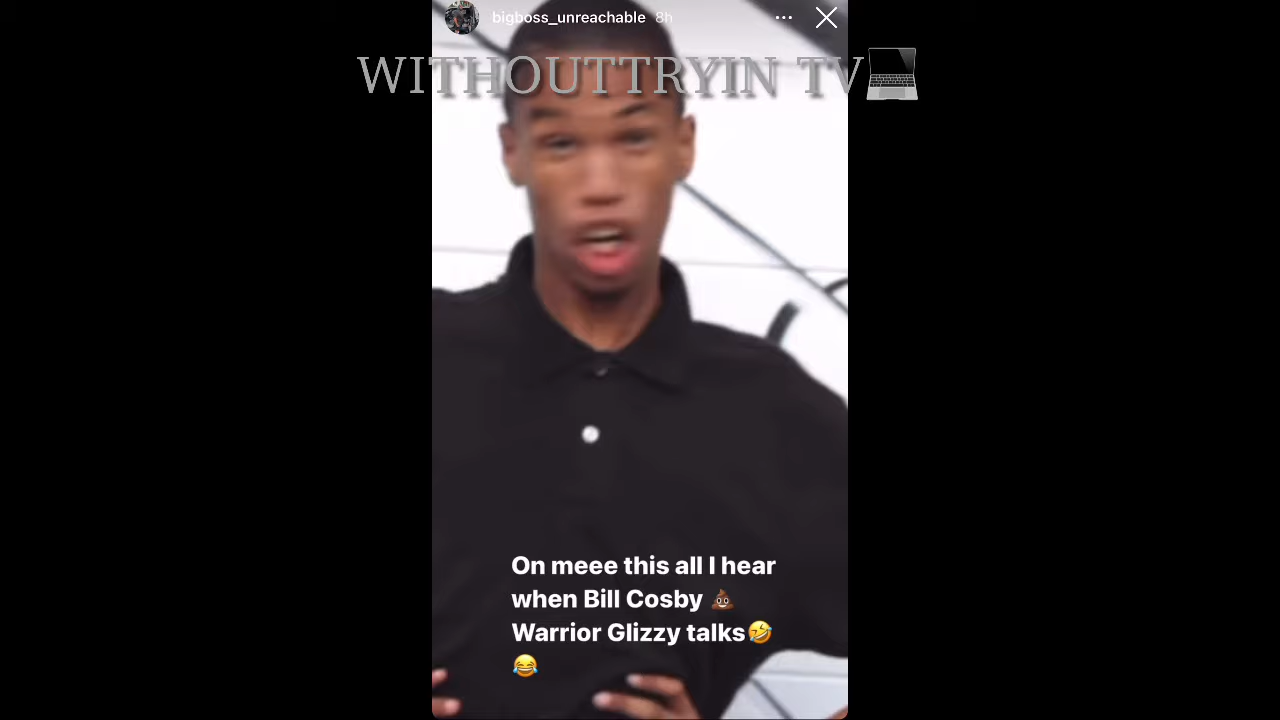 bigboss_unreachable 8h
WITHOUTTRYIN TV💻
On meee this all I hear
when Bill Cosby 💩
Warrior Glizzy talks🤣
😂